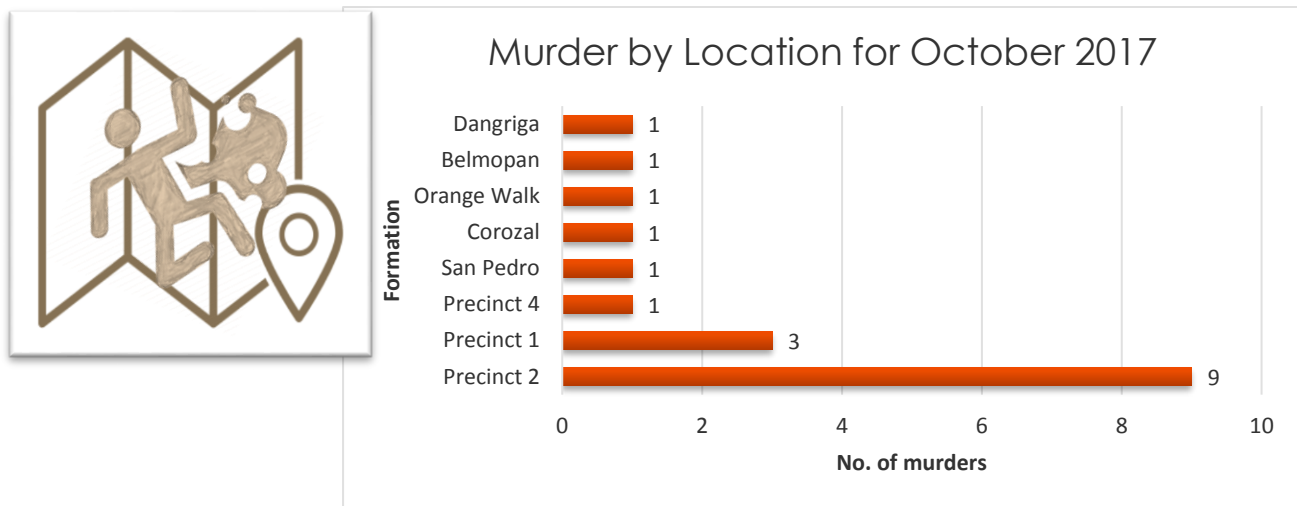 Murder by Location for October 2017
Formation
Dangriga 1
Belmopan 1
Orange Walk 1
Corozal 1
San Pedro 1
Precinct 4 1
Precinct 1 3
Precinct 2 9
0 2 4 6 8 10
No. of murders